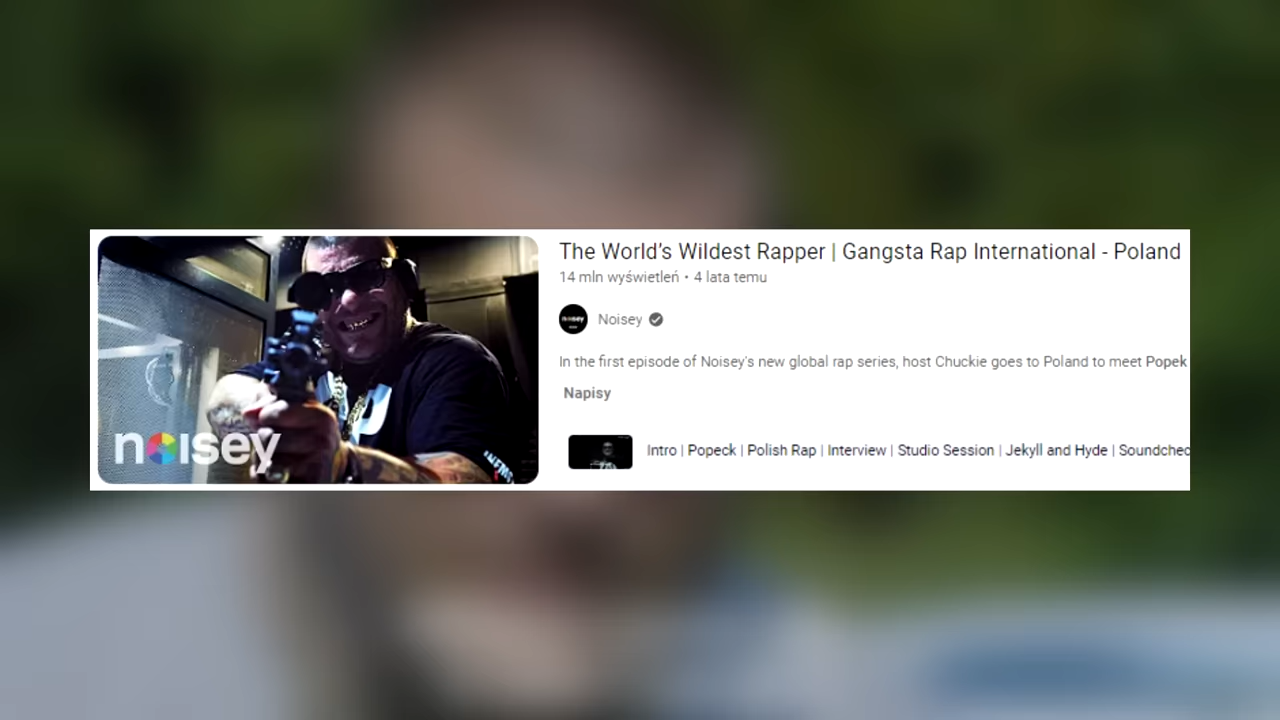 The World's Wildest Rapper | Gangsta Rap International - Poland
14 mln wyświetleń • 4 lata temu
noisey
Noisey
In the first episode of Noisey's new global rap series, host Chuckie goes to Poland to meet Popek
Napisy
noisey
Intro | Popeck | Polish Rap | Interview | Studio Session | Jekyll and Hyde | Soundchec